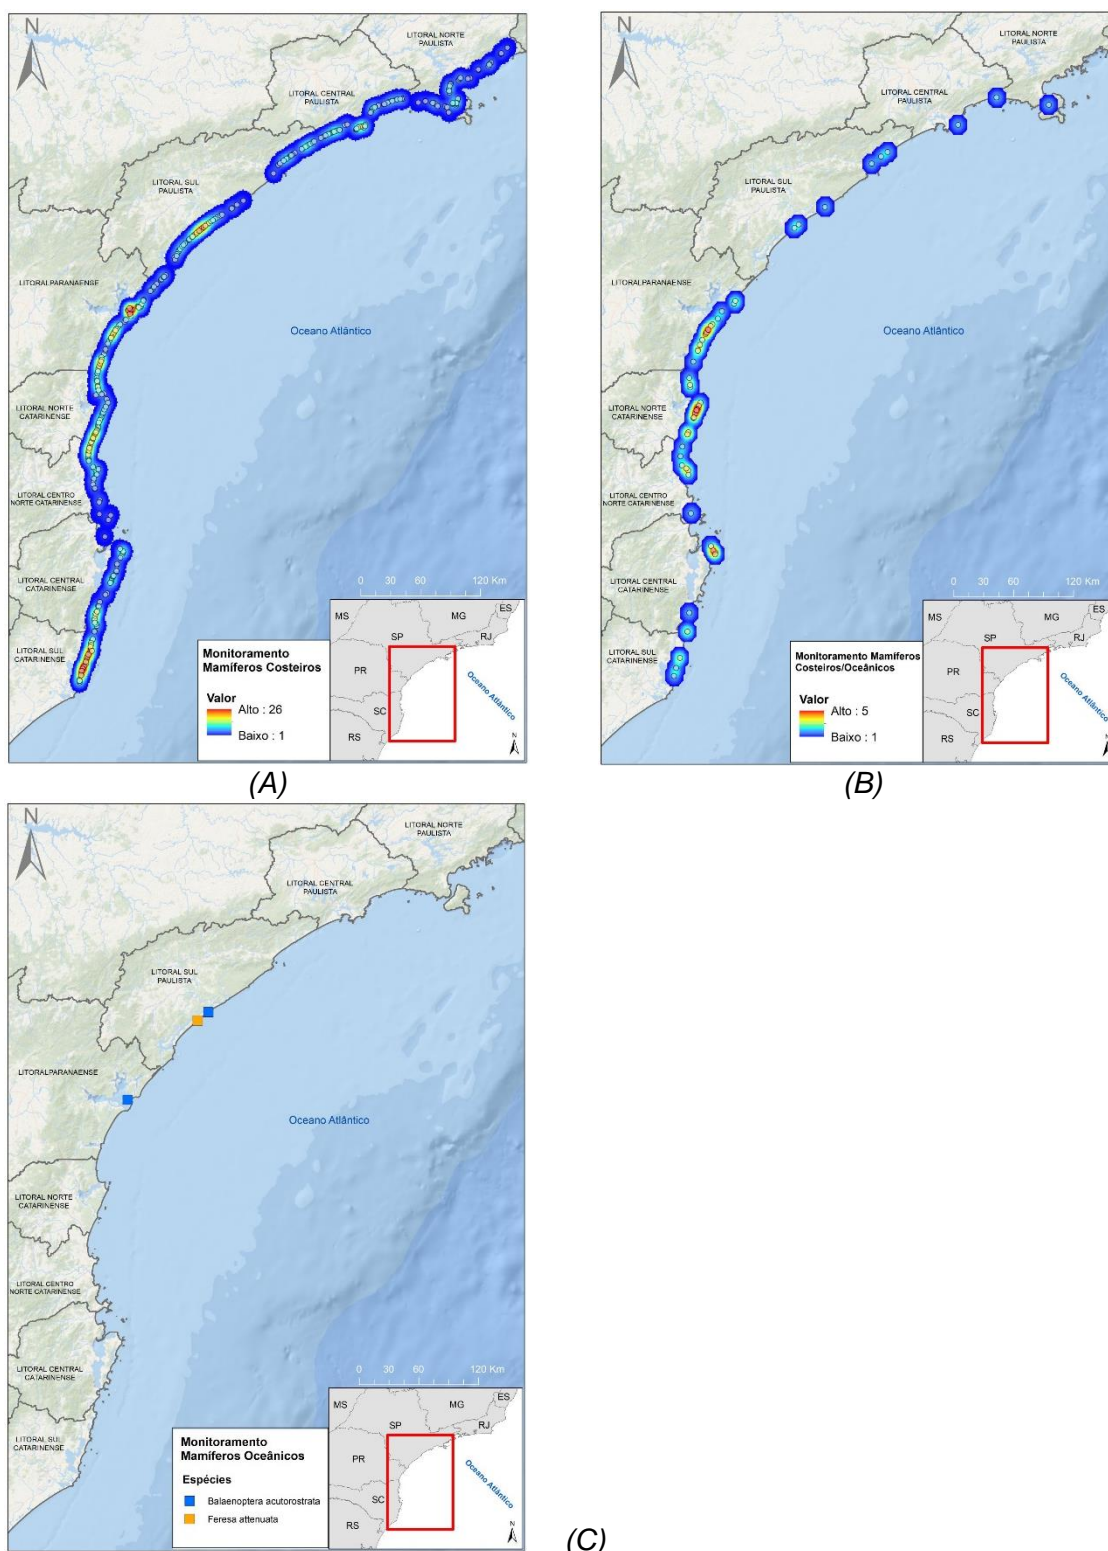 N
LITORAL NORTE
PAULISTA
LITORAL CENTRAL
PAULISTA
LITORAL SUL
PAULISTA
LITORALPARANAENSE
Oceano Atlântico
LITORAL NORTE
CATARINENSE
LITORAL CENTRO
NORTE CATARINENSE
LITORAL CENTRAL
CATARINENSE
LITORAL SUL
CATARINENSE
0 30 60 120 Km
Monitoramento
Mamíferos Costeiros
Valor
Alto : 26
Baixo : 1
MS
MG
ES
SP
RJ
PR
SC
RS
Oceano Atlântico
N
(A)
N
LITORAL NORTE
PAULISTA
LITORAL CENTRAL
PAULISTA
LITORAL SUL
PAULISTA
LITORALPARANAENSE
Oceano Atlântico
LITORAL NORTE
CATARINENSE
LITORAL CENTRO
NORTE CATARINENSE
LITORAL CENTRAL
CATARINENSE
LITORAL SUL
CATARINENSE
0 30 60 120 Km
Monitoramento Mamíferos
Costeiros/Oceânicos
Valor
Alto : 5
Baixo : 1
MS
MG
ES
SP
RJ
PR
SC
RS
Oceano Atlântico
N
(B)
N
LITORAL NORTE
PAULISTA
LITORAL CENTRAL
PAULISTA
LITORAL SUL
PAULISTA
LITORALPARANAENSE
Oceano Atlântico
LITORAL NORTE
CATARINENSE
LITORAL CENTRO
NORTE CATARINENSE
LITORAL CENTRAL
CATARINENSE
LITORAL SUL
CATARINENSE
0 30 60 120 Km
Monitoramento
Mamíferos Oceânicos
Espécies
Balaenoptera acutorostrata
Feresa attenuata
MS
MG
ES
SP
RJ
PR
SC
RS
Oceano Atlântico
N
(C)